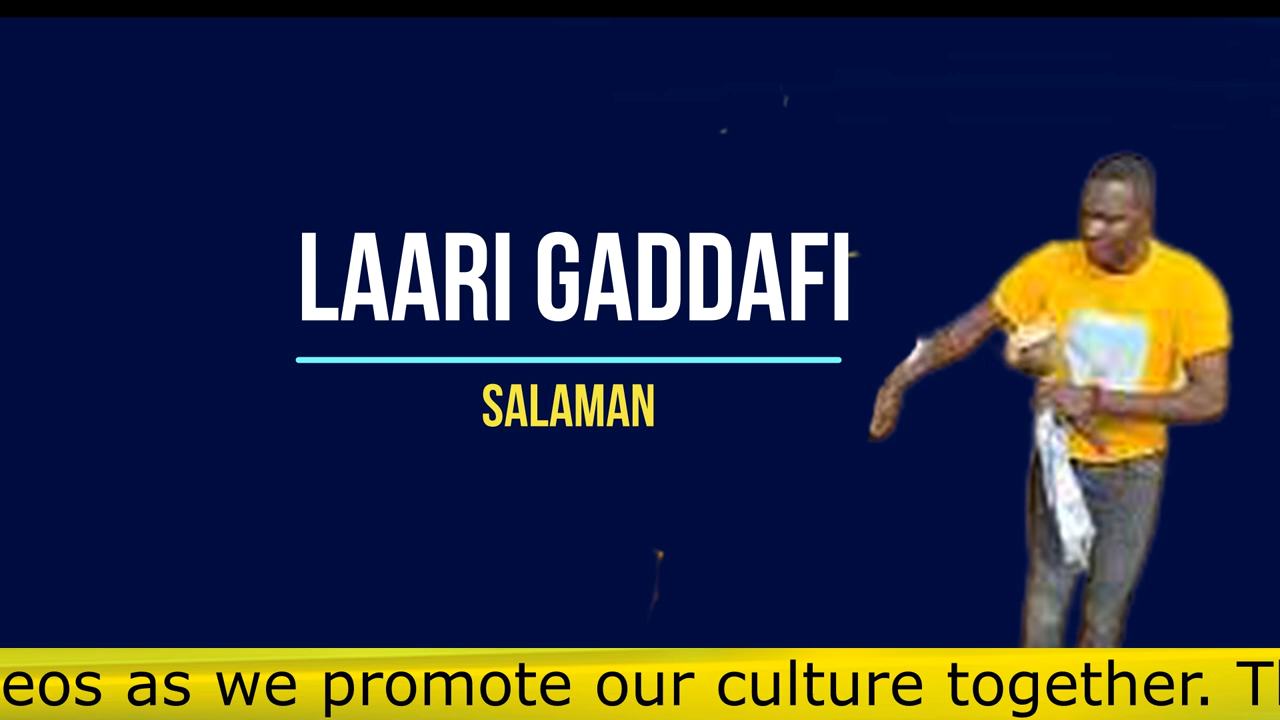 LAARI GADDAFI
SALAMAN
eos as we promote our culture together. T